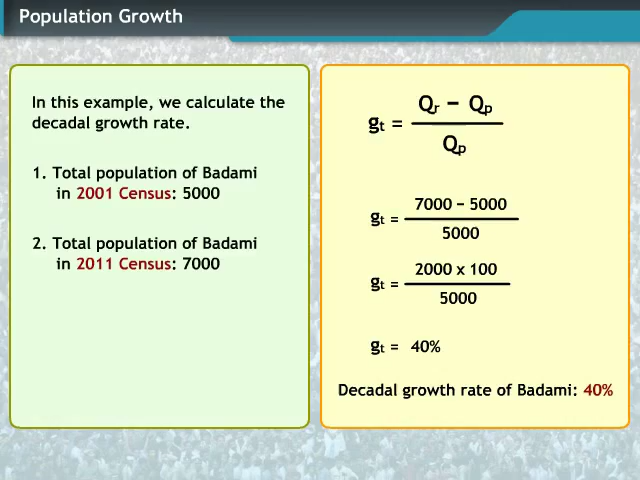 Population Growth
In this example, we calculate the
decadal growth rate.
1. Total population of Badami
in 2001 Census: 5000
2. Total population of Badami
in 2011 Census: 7000
gt = Qr − Qp
Qp
gt = 7000 − 5000
5000
gt = 2000 x 100
5000
gt = 40%
Decadal growth rate of Badami: 40%